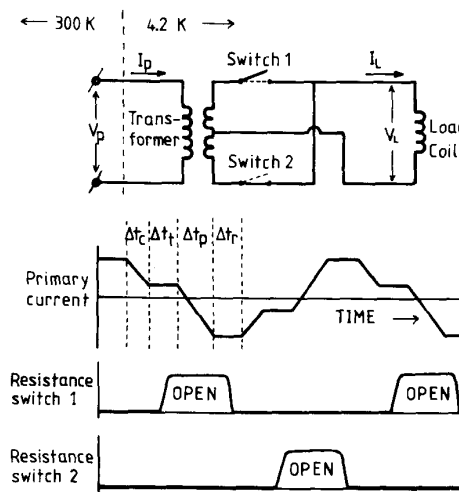 300 K 4.2 K
Switch 1
Ip IL
Vp Trans-
former VL Load
Coil
Switch 2
Δtc Δtt Δtp Δtr
Primary
current
TIME
Resistance
switch 1
OPEN OPEN
Resistance
switch 2
OPEN